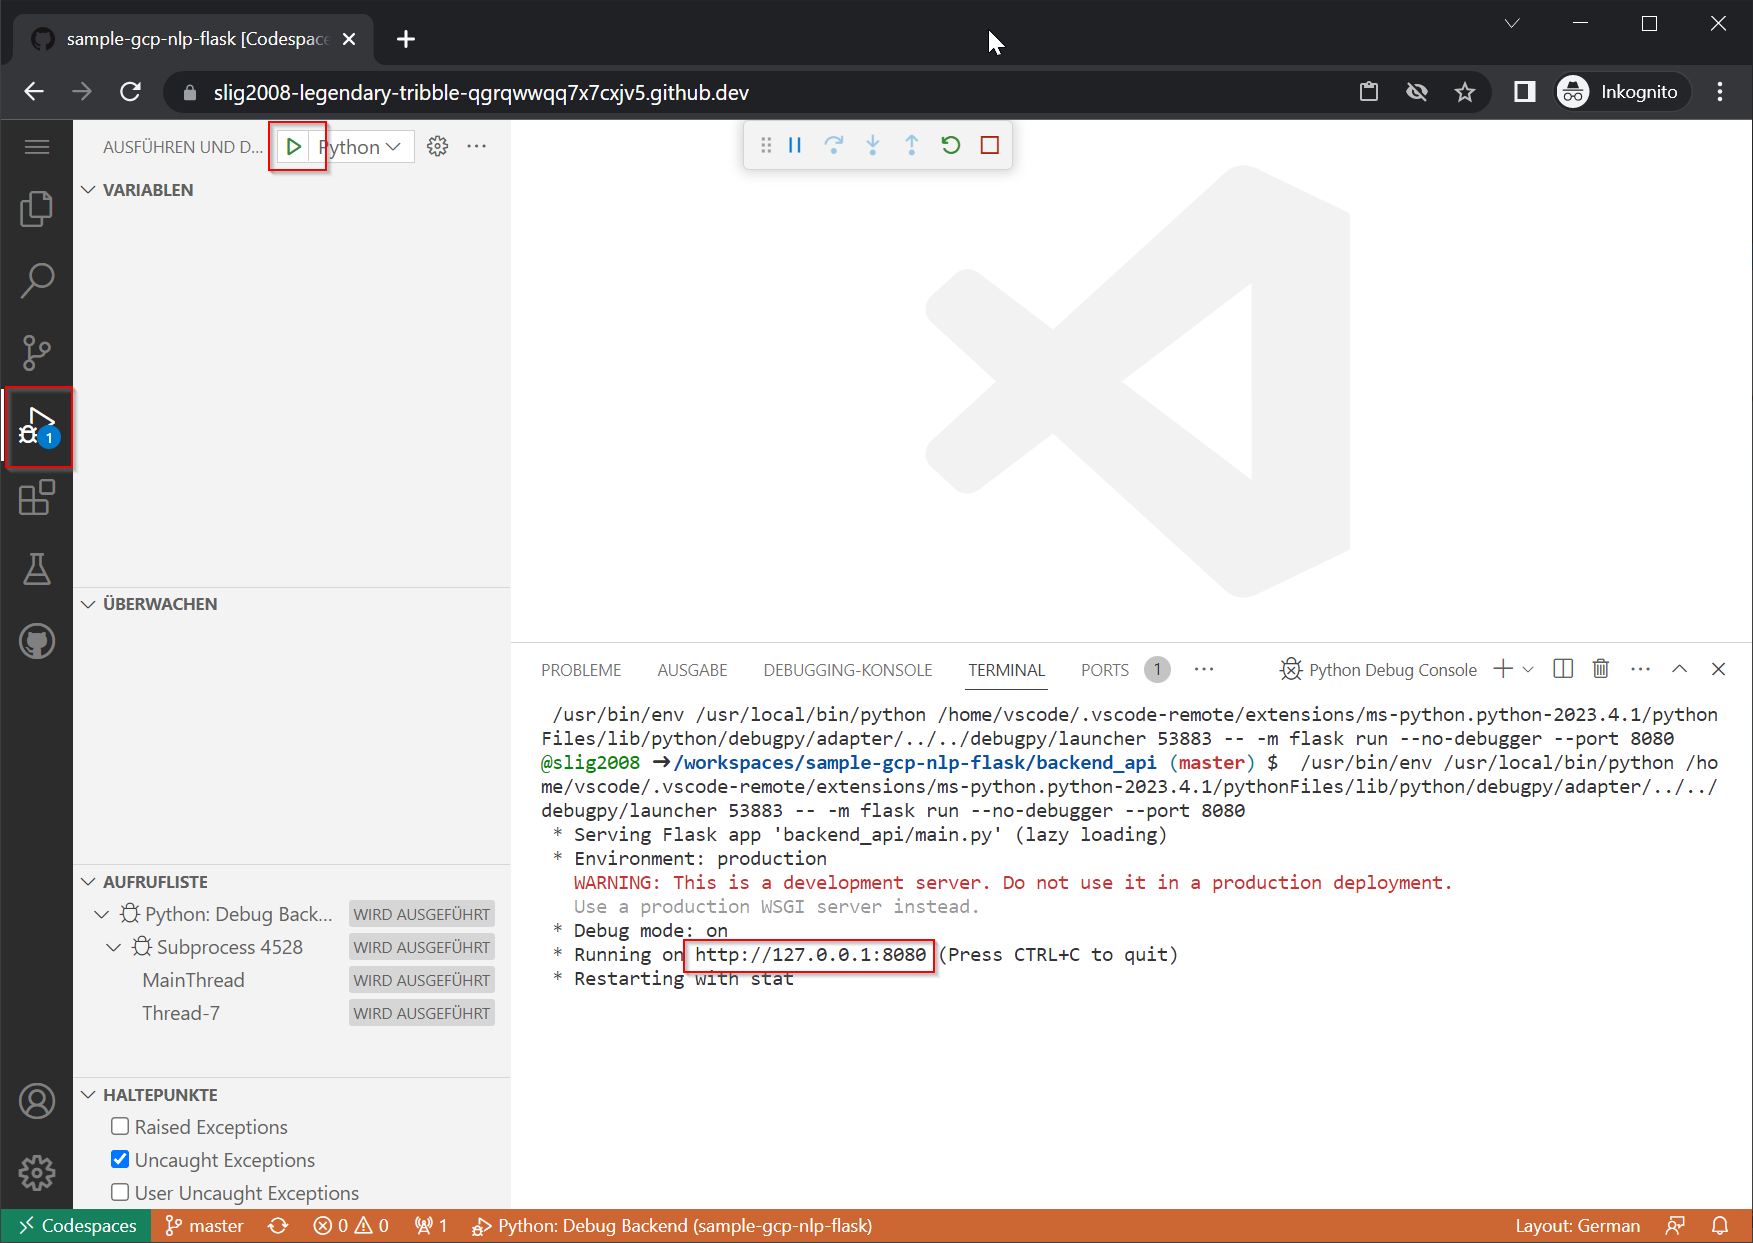 sample-gcp-nlp-flask [Codespace
slig2008-legendary-tribble-qgrqwwqq7x7cxjv5.github.dev
Inkognito
AUSFÜHREN UND D...
Python
VARIABLEN
1
ÜBERWACHEN
AUFRUFLISTE
Python: Debug Back... WIRD AUSGEFÜHRT
Subprocess 4528 WIRD AUSGEFÜHRT
MainThread WIRD AUSGEFÜHRT
Thread-7 WIRD AUSGEFÜHRT
HALTEPUNKTE
Raised Exceptions
Uncaught Exceptions
User Uncaught Exceptions
PROBLEME AUSGABE DEBUGGING-KONSOLE TERMINAL PORTS 1 ··· Python Debug Console
/usr/bin/env /usr/local/bin/python /home/vscode/.vscode-remote/extensions/ms-python.python-2023.4.1/python
Files/lib/python/debugpy/adapter/../../debugpy/launcher 53883 -- -m flask run --no-debugger --port 8080
@slig2008 ➜/workspaces/sample-gcp-nlp-flask/backend_api (master) $  /usr/bin/env /usr/local/bin/python /ho
me/vscode/.vscode-remote/extensions/ms-python.python-2023.4.1/pythonFiles/lib/python/debugpy/adapter/../../
debugpy/launcher 53883 -- -m flask run --no-debugger --port 8080
* Serving Flask app 'backend_api/main.py' (lazy loading)
* Environment: production
WARNING: This is a development server. Do not use it in a production deployment.
Use a production WSGI server instead.
* Debug mode: on
* Running on http://127.0.0.1:8080 (Press CTRL+C to quit)
* Restarting with stat
Codespaces master 0 0 1 Python: Debug Backend (sample-gcp-nlp-flask) Layout: German